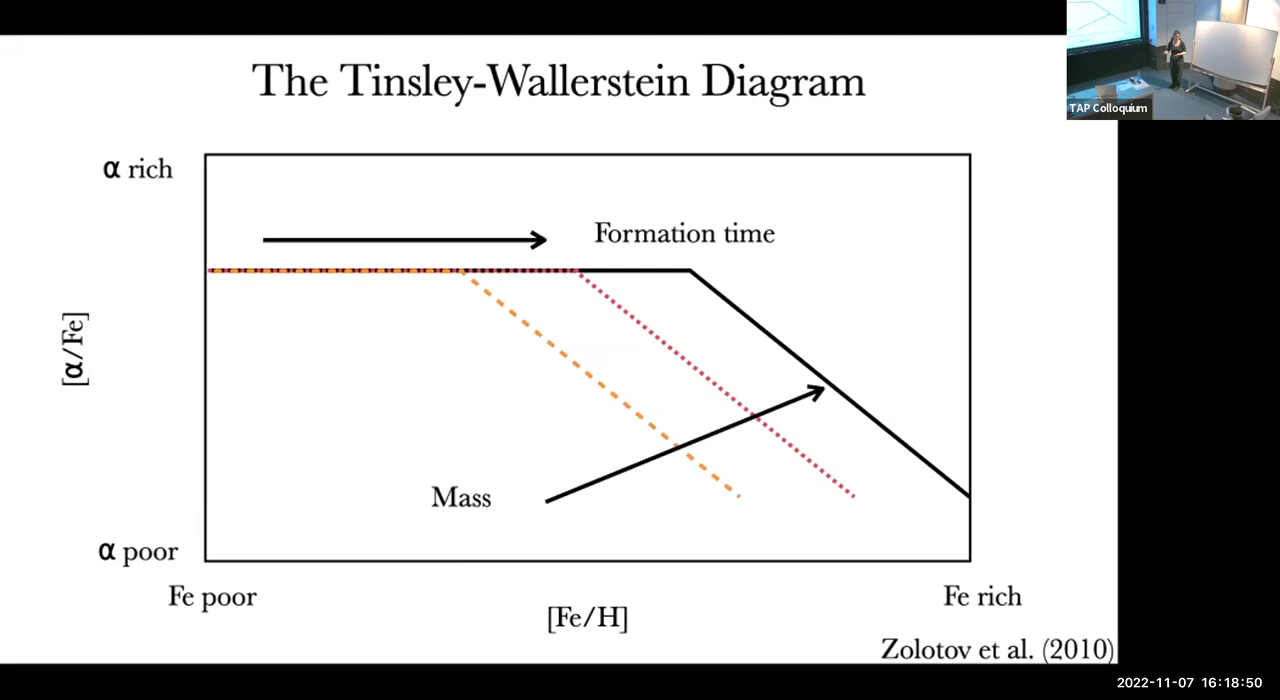 The Tinsley-Wallerstein Diagram
TAP Colloquium
α rich
Formation time
[α/Fe]
Mass
α poor
Fe poor
Fe rich
[Fe/H]
Zolotov et al. (2010)
2022-11-07 16:18:50